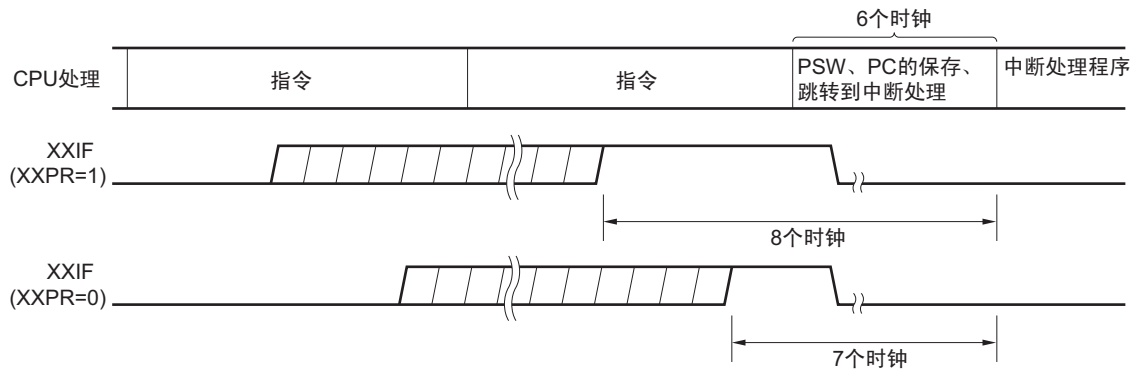 6个时钟
CPU处理
指令
指令
PSW、PC的保存、
跳转到中断处理
中断处理程序
XXIF
(XXPR=1)
8个时钟
XXIF
(XXPR=0)
7个时钟